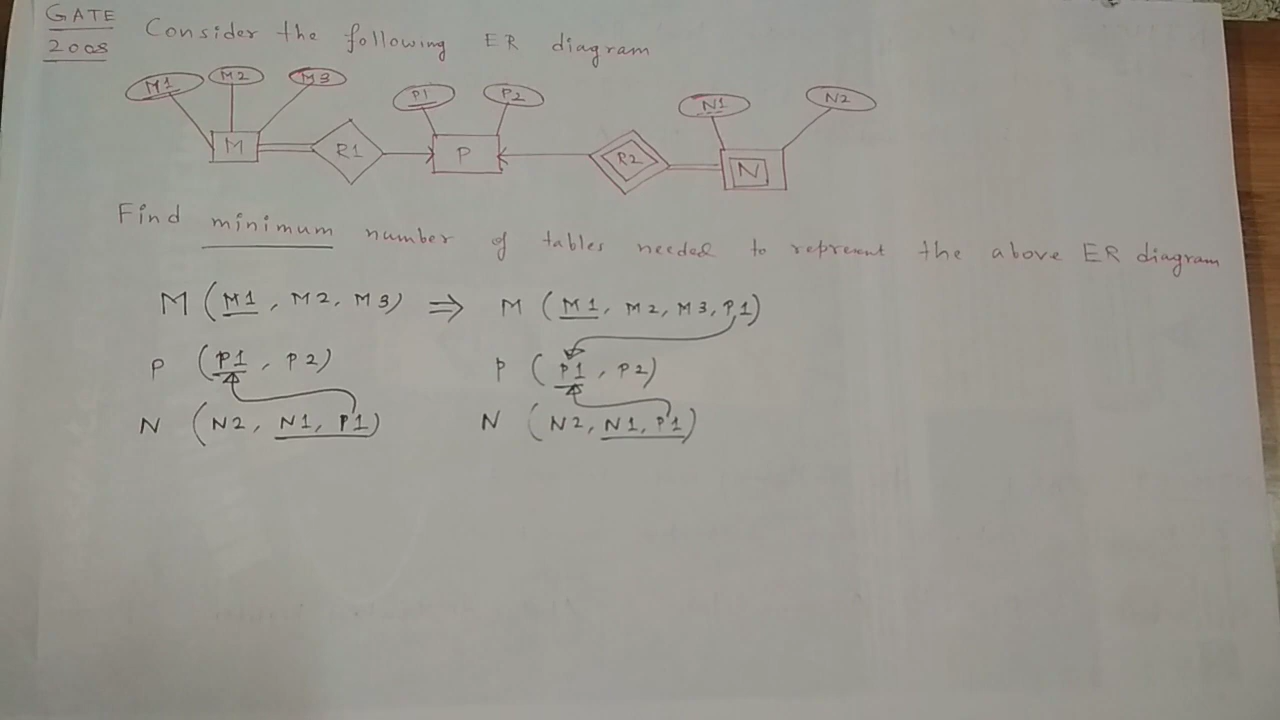 GATE
2008
Consider the following ER diagram
M1 M2 M3 P1 P2 N1 N2
M R1 P R2 N
Find minimum number of tables needed to represent the above ER diagram
M (M1, M2, M3) ⇒ M (M1, M2, M3, P1)
P (P1, P2) P (P1, P2)
N (N2, N1, P1) N (N2, N1, P1)